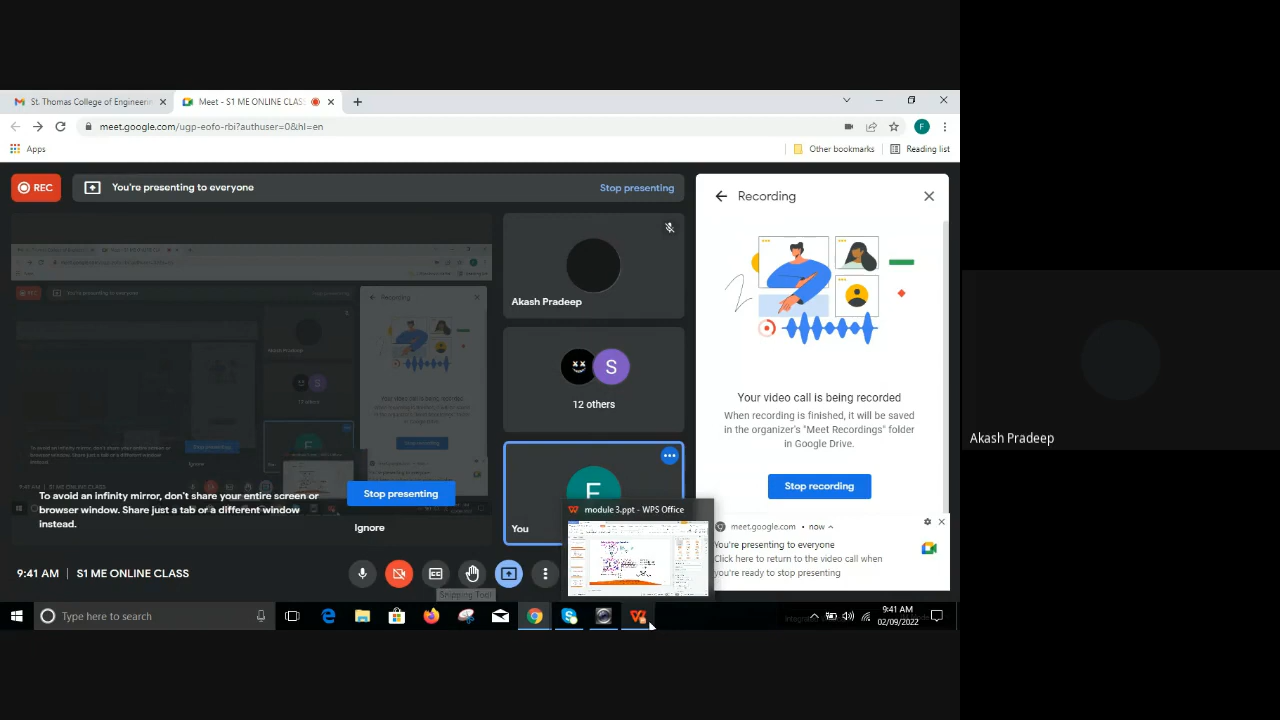 St. Thomas College of Engineerin
Meet - S1 ME ONLINE CLAS
meet.google.com/ugp-eofo-rbi?authuser=0&hl=en
F
Apps
Other bookmarks
Reading list
REC
You're presenting to everyone
Stop presenting
Recording
Akash Pradeep
S
12 others
Your video call is being recorded
When recording is finished, it will be saved
in the organizer's "Meet Recordings" folder
in Google Drive.
Stop recording
To avoid an infinity mirror, don't share your entire screen or
browser window. Share just a tab or a different window
instead.
Stop presenting
Ignore
You
module 3.ppt - WPS Office
meet.google.com • now
You're presenting to everyone
Click here to return to the video call when
you're ready to stop presenting
9:41 AM | S1 ME ONLINE CLASS
Snipping Tool
Type here to search
9:41 AM
02/09/2022
Akash Pradeep